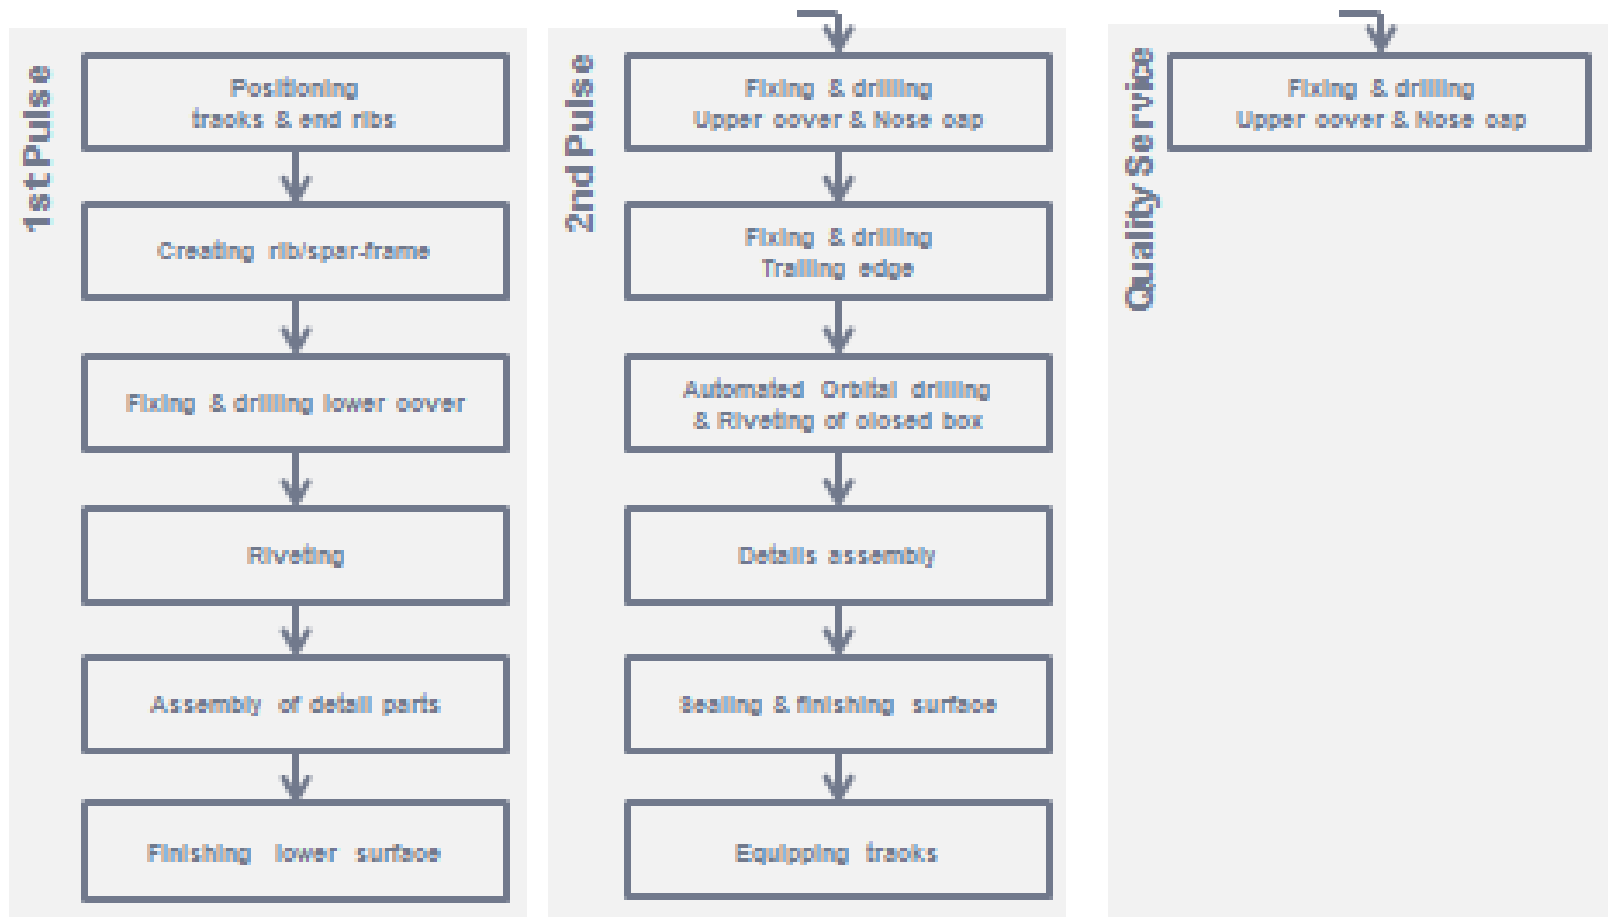 1st Pulse
Positioning
tracks & end ribs
Creating rib/spar-frame
Fixing & drilling lower cover
Riveting
Assembly of detail parts
Finishing lower surface
2nd Pulse
Fixing & drilling
Upper cover & Nose cap
Fixing & drilling
Trailing edge
Automated Orbital drilling
& Riveting of closed box
Details assembly
Sealing & finishing surface
Equipping tracks
Quality Service
Fixing & drilling
Upper cover & Nose cap